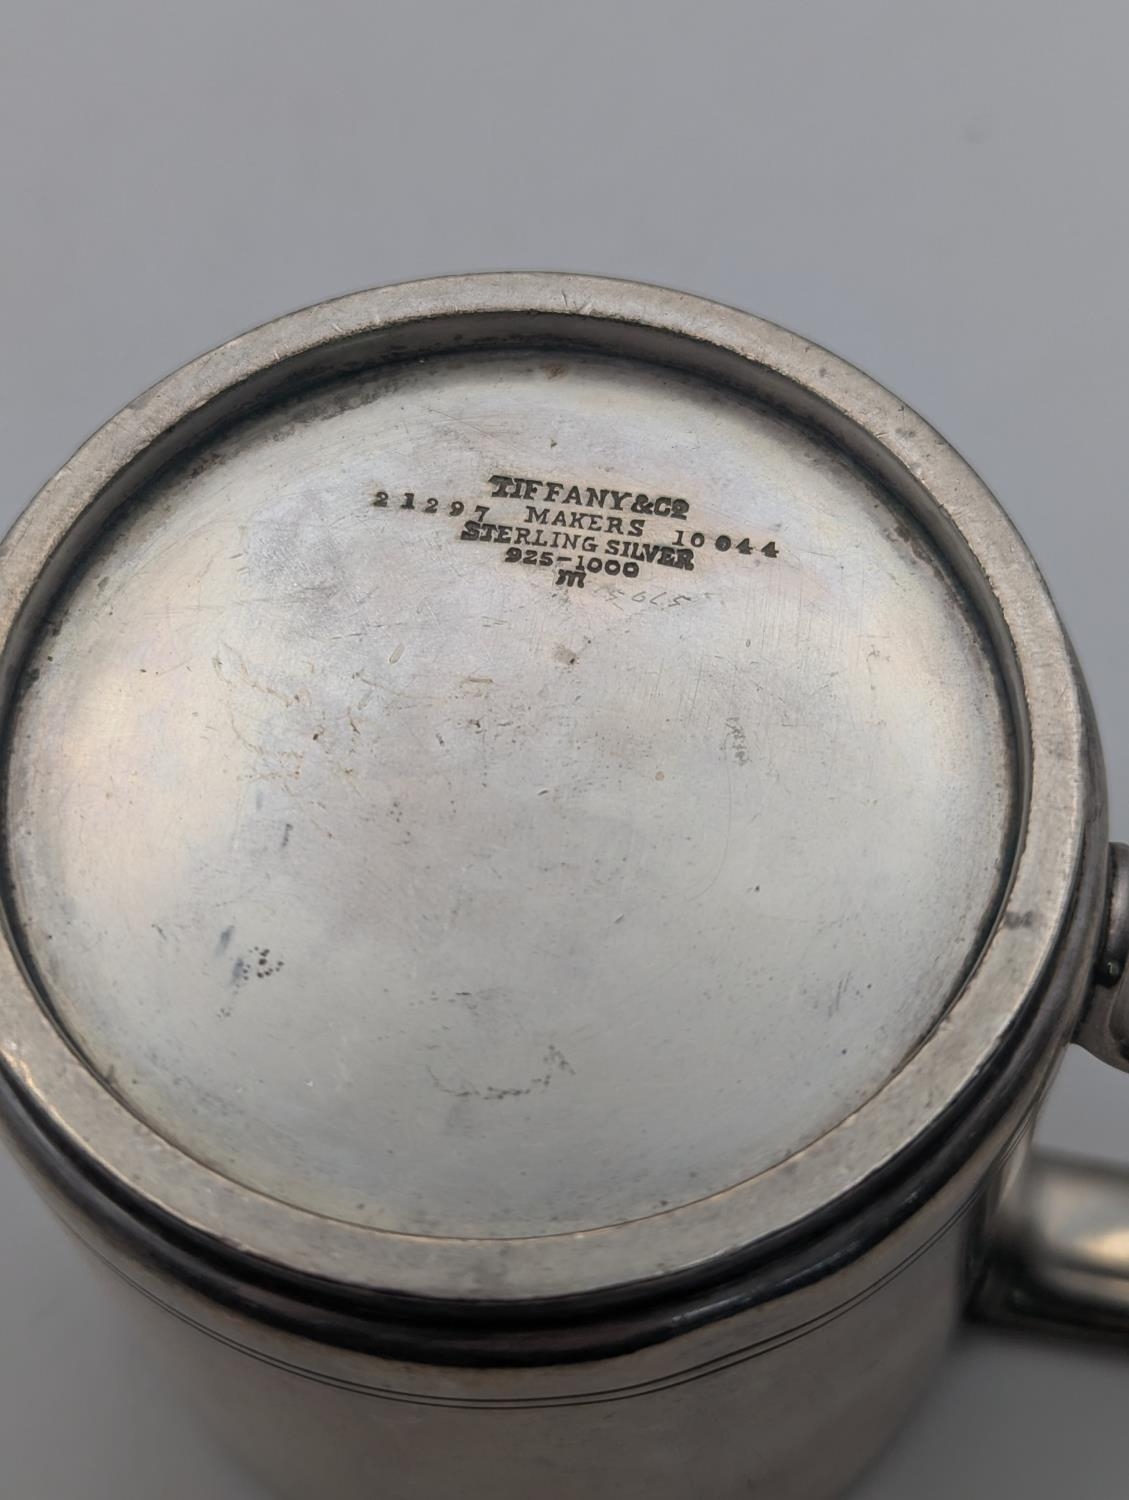 TIFFANY & Co
21297 MAKERS 10044
STERLING SILVER
925-1000
m